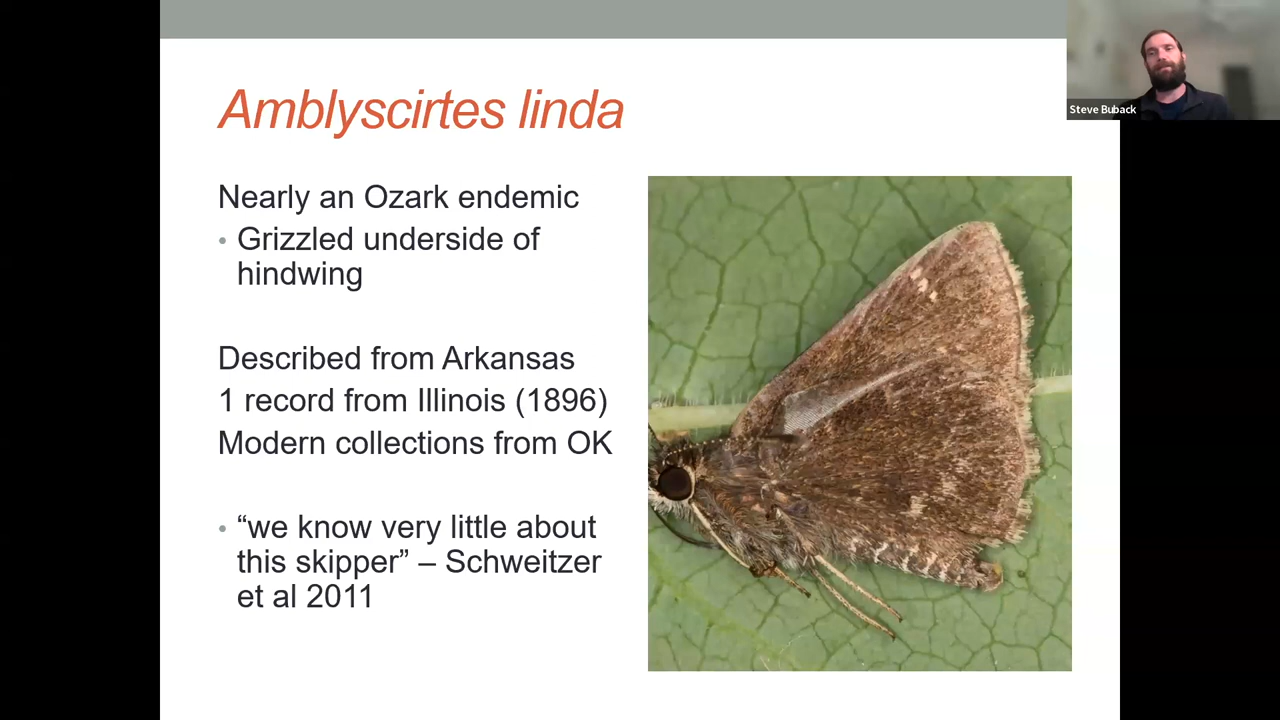 Amblyscirtes linda
Steve Buback
Nearly an Ozark endemic
• Grizzled underside of
hindwing
Described from Arkansas
1 record from Illinois (1896)
Modern collections from OK
• “we know very little about
this skipper” – Schweitzer
et al 2011